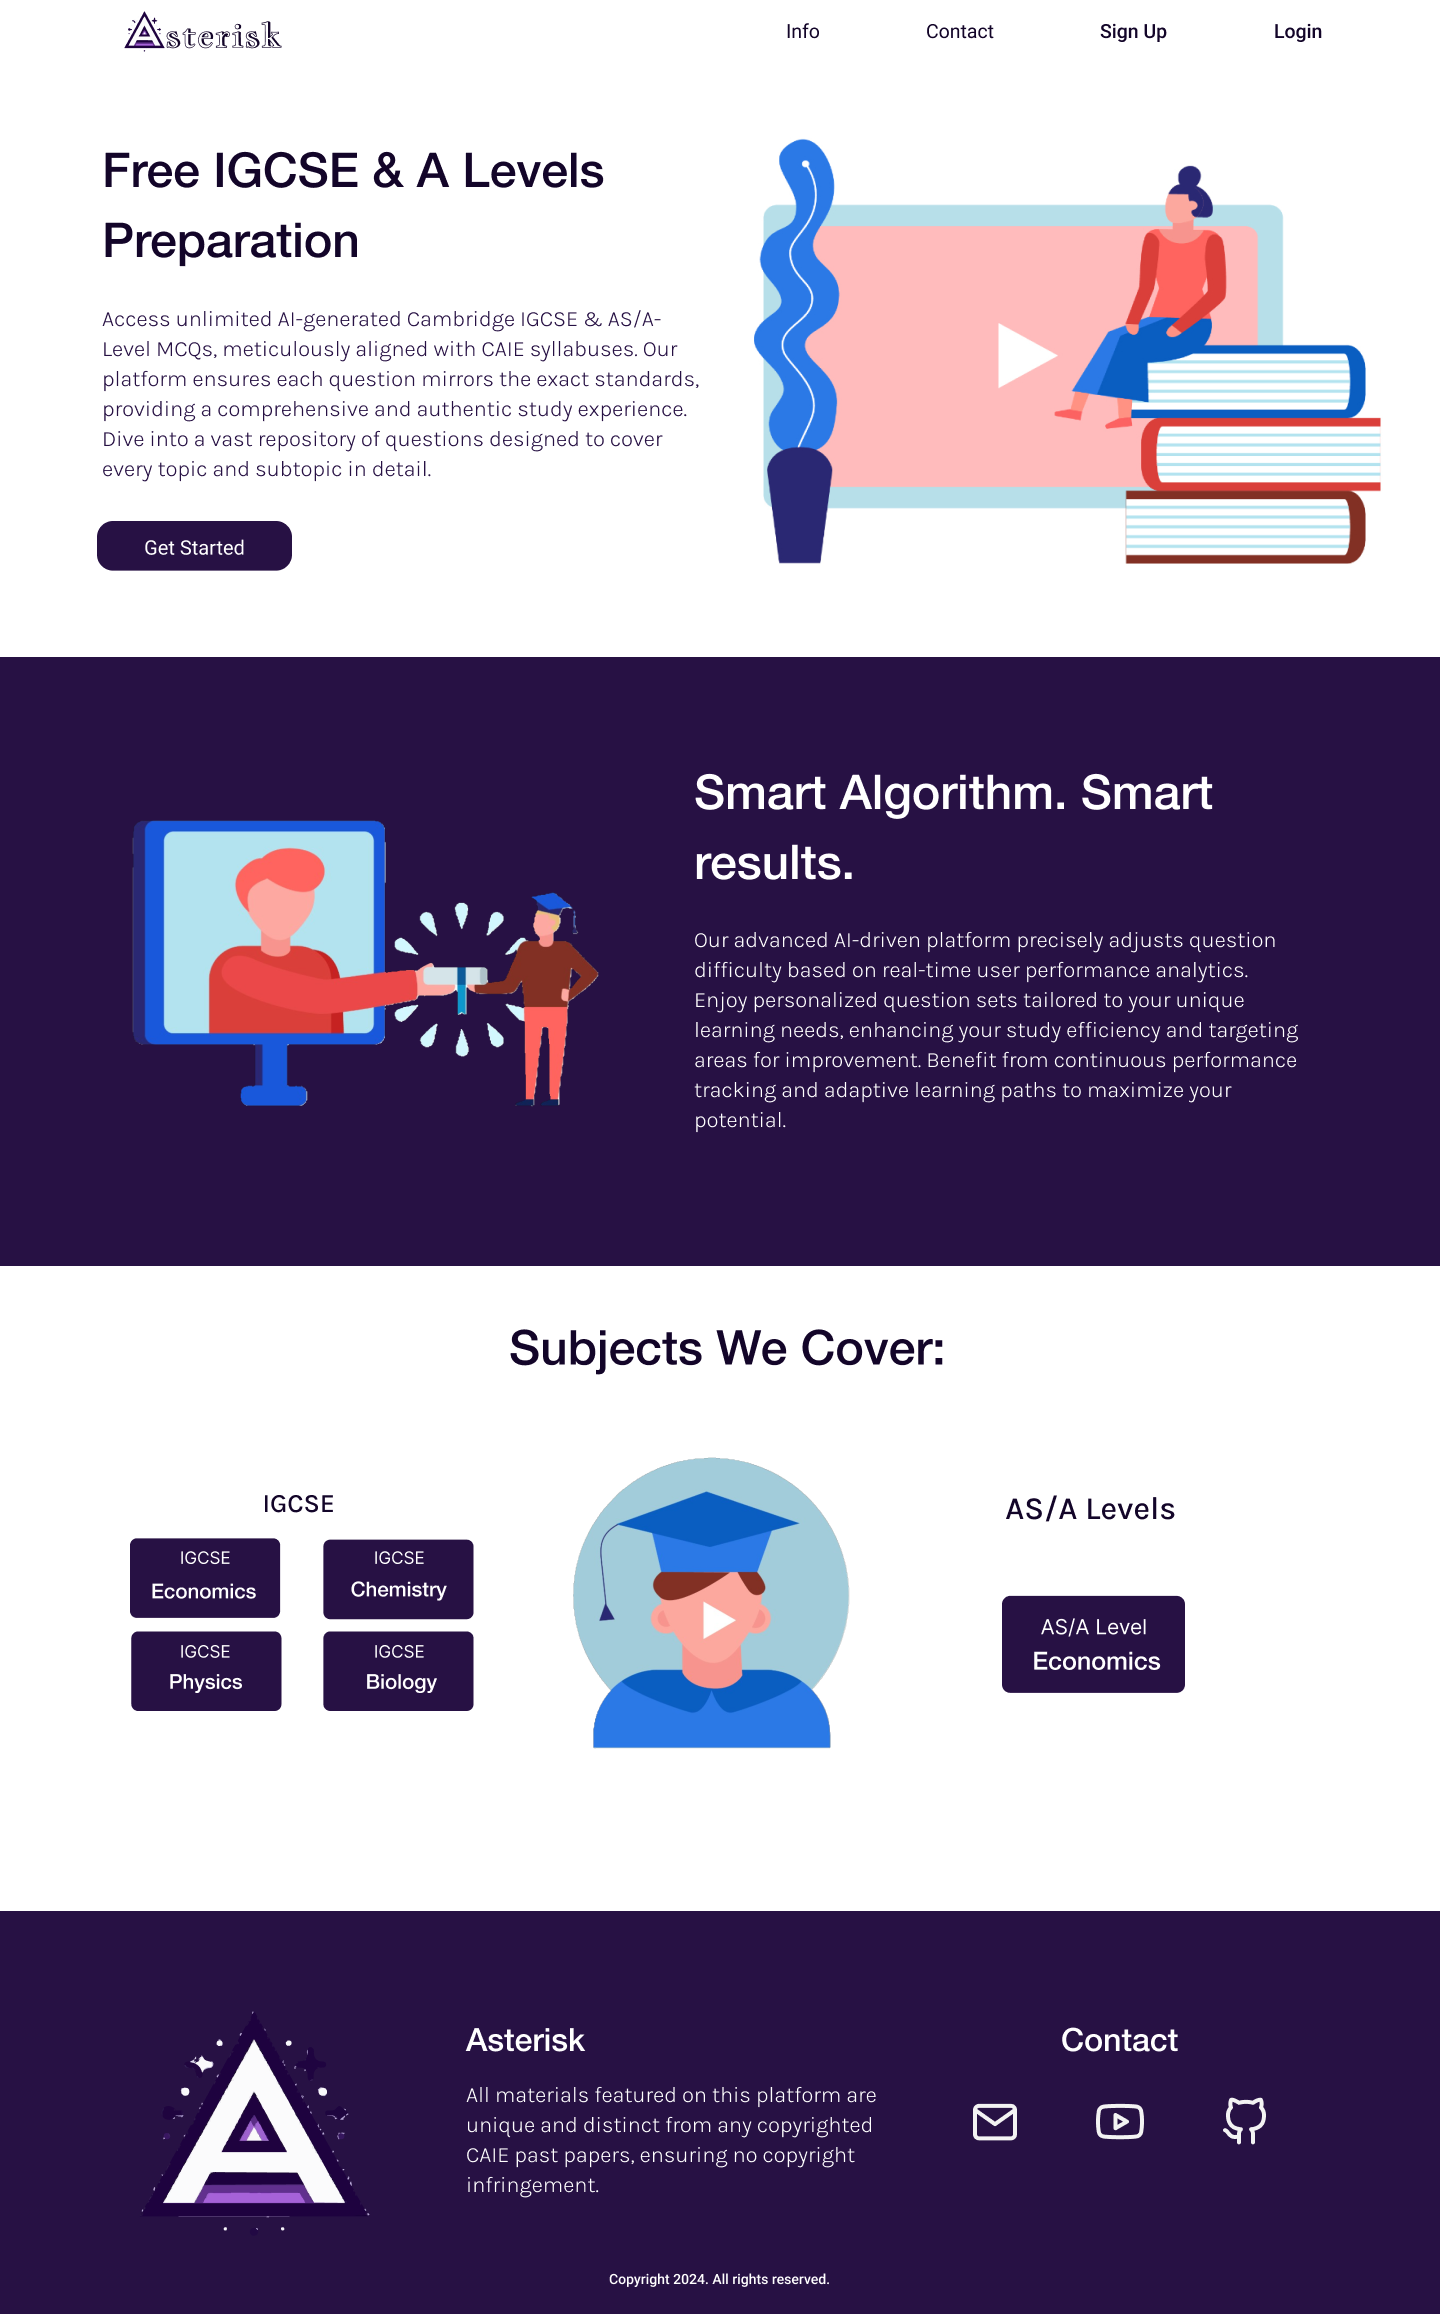 Asterisk
Info
Contact
Sign Up
Login
Free IGCSE & A Levels
Preparation
Access unlimited AI-generated Cambridge IGCSE & AS/A-
Level MCQs, meticulously aligned with CAIE syllabuses. Our
platform ensures each question mirrors the exact standards,
providing a comprehensive and authentic study experience.
Dive into a vast repository of questions designed to cover
every topic and subtopic in detail.
Get Started
Smart Algorithm. Smart
results.
Our advanced AI-driven platform precisely adjusts question
difficulty based on real-time user performance analytics.
Enjoy personalized question sets tailored to your unique
learning needs, enhancing your study efficiency and targeting
areas for improvement. Benefit from continuous performance
tracking and adaptive learning paths to maximize your
potential.
Subjects We Cover:
IGCSE
IGCSE
Economics
IGCSE
Chemistry
IGCSE
Physics
IGCSE
Biology
AS/A Levels
AS/A Level
Economics
A
Asterisk
All materials featured on this platform are
unique and distinct from any copyrighted
CAIE past papers, ensuring no copyright
infringement.
Contact
Copyright 2024. All rights reserved.